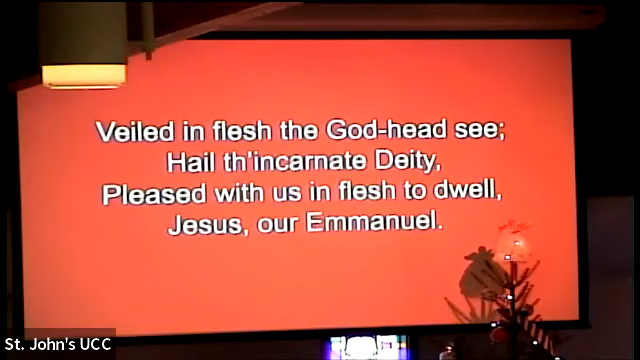 Veiled in flesh the God-head see;
Hail th'incarnate Deity,
Pleased with us in flesh to dwell,
Jesus, our Emmanuel.
St. John's UCC